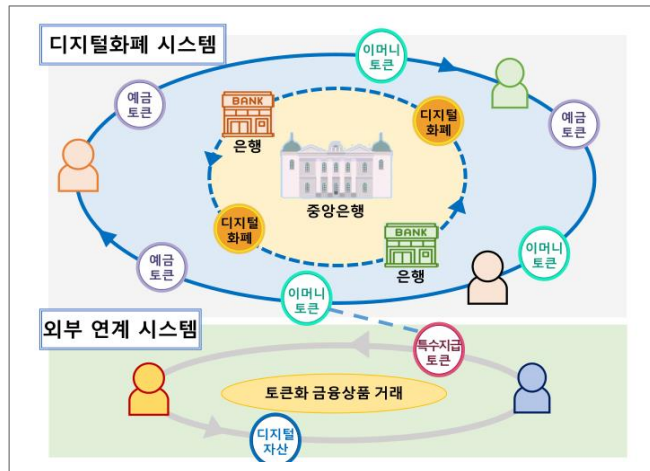 디지털화폐 시스템
이머니
토큰
예금
토큰
BANK
은행
디지털
화폐
예금
토큰
중앙은행
디지털
화폐
BANK
은행
예금
토큰
이머니
토큰
이머니
토큰
외부 연계 시스템
특수지급
토큰
토큰화 금융상품 거래
디지털
자산